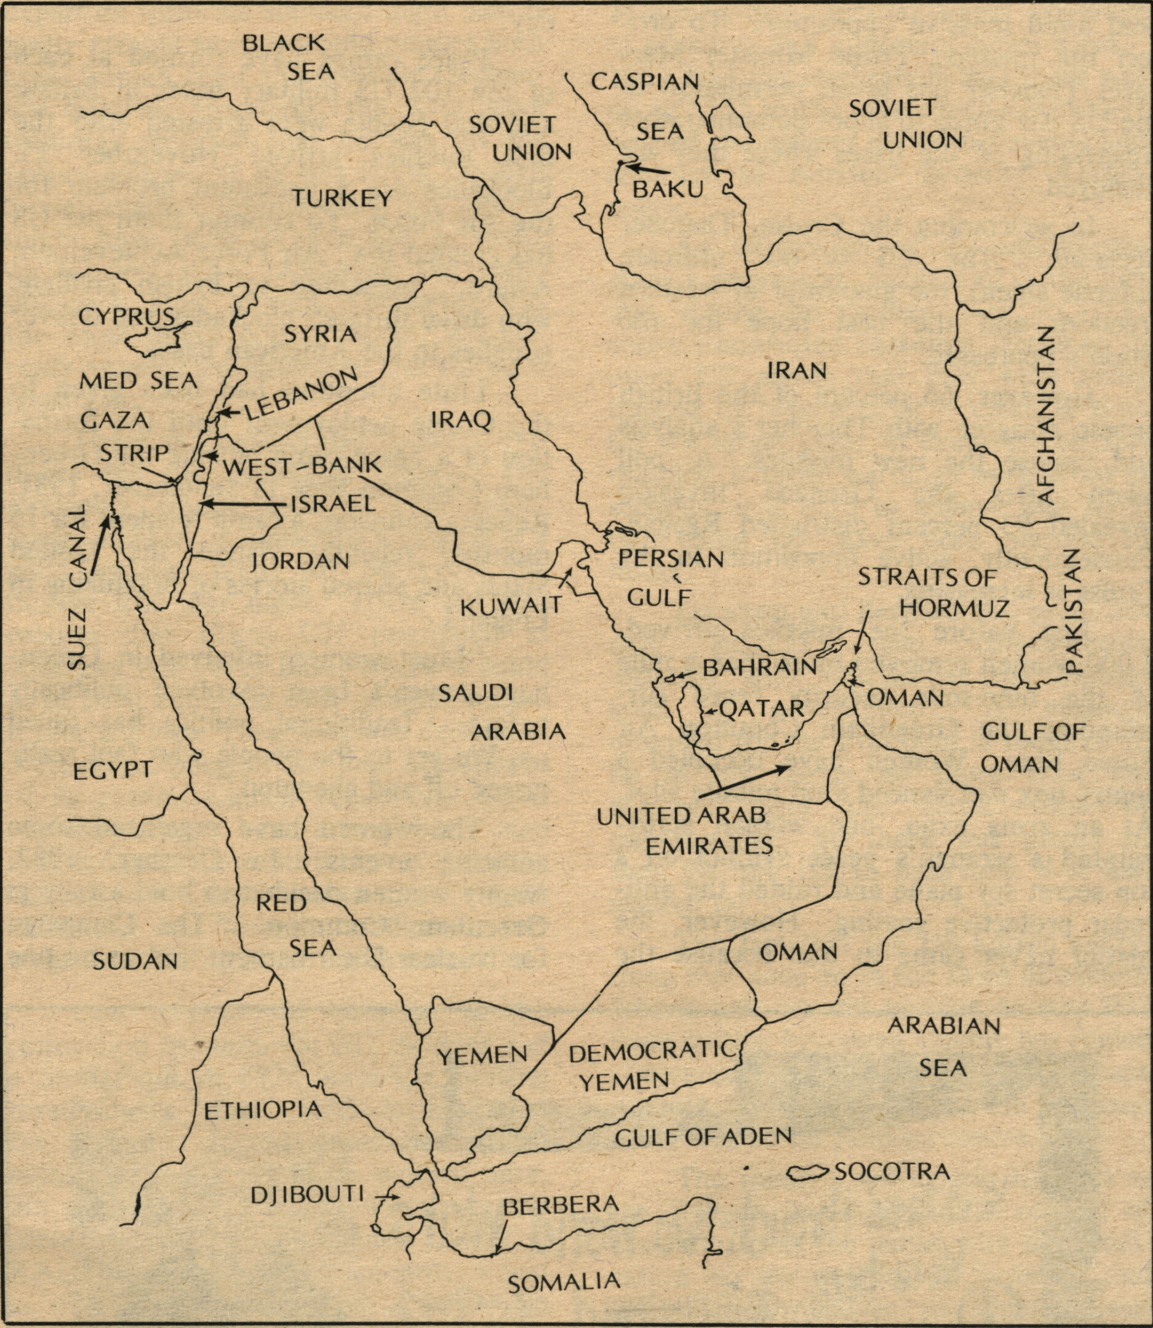 BLACK
SEA
CASPIAN
SEA
SOVIET
UNION
SOVIET
UNION
BAKU
TURKEY
CYPRUS
SYRIA
MED SEA
LEBANON
IRAN
AFGHANISTAN
GAZA
STRIP
IRAQ
WEST-BANK
ISRAEL
SUEZ CANAL
JORDAN
PERSIAN
GULF
KUWAIT
STRAITS OF
HORMUZ
PAKISTAN
BAHRAIN
SAUDI
ARABIA
QATAR
OMAN
GULF OF
OMAN
EGYPT
UNITED ARAB
EMIRATES
RED
SEA
SUDAN
OMAN
ARABIAN
SEA
YEMEN
DEMOCRATIC
YEMEN
ETHIOPIA
GULF OF ADEN
SOCOTRA
DJIBOUTI
BERBERA
SOMALIA